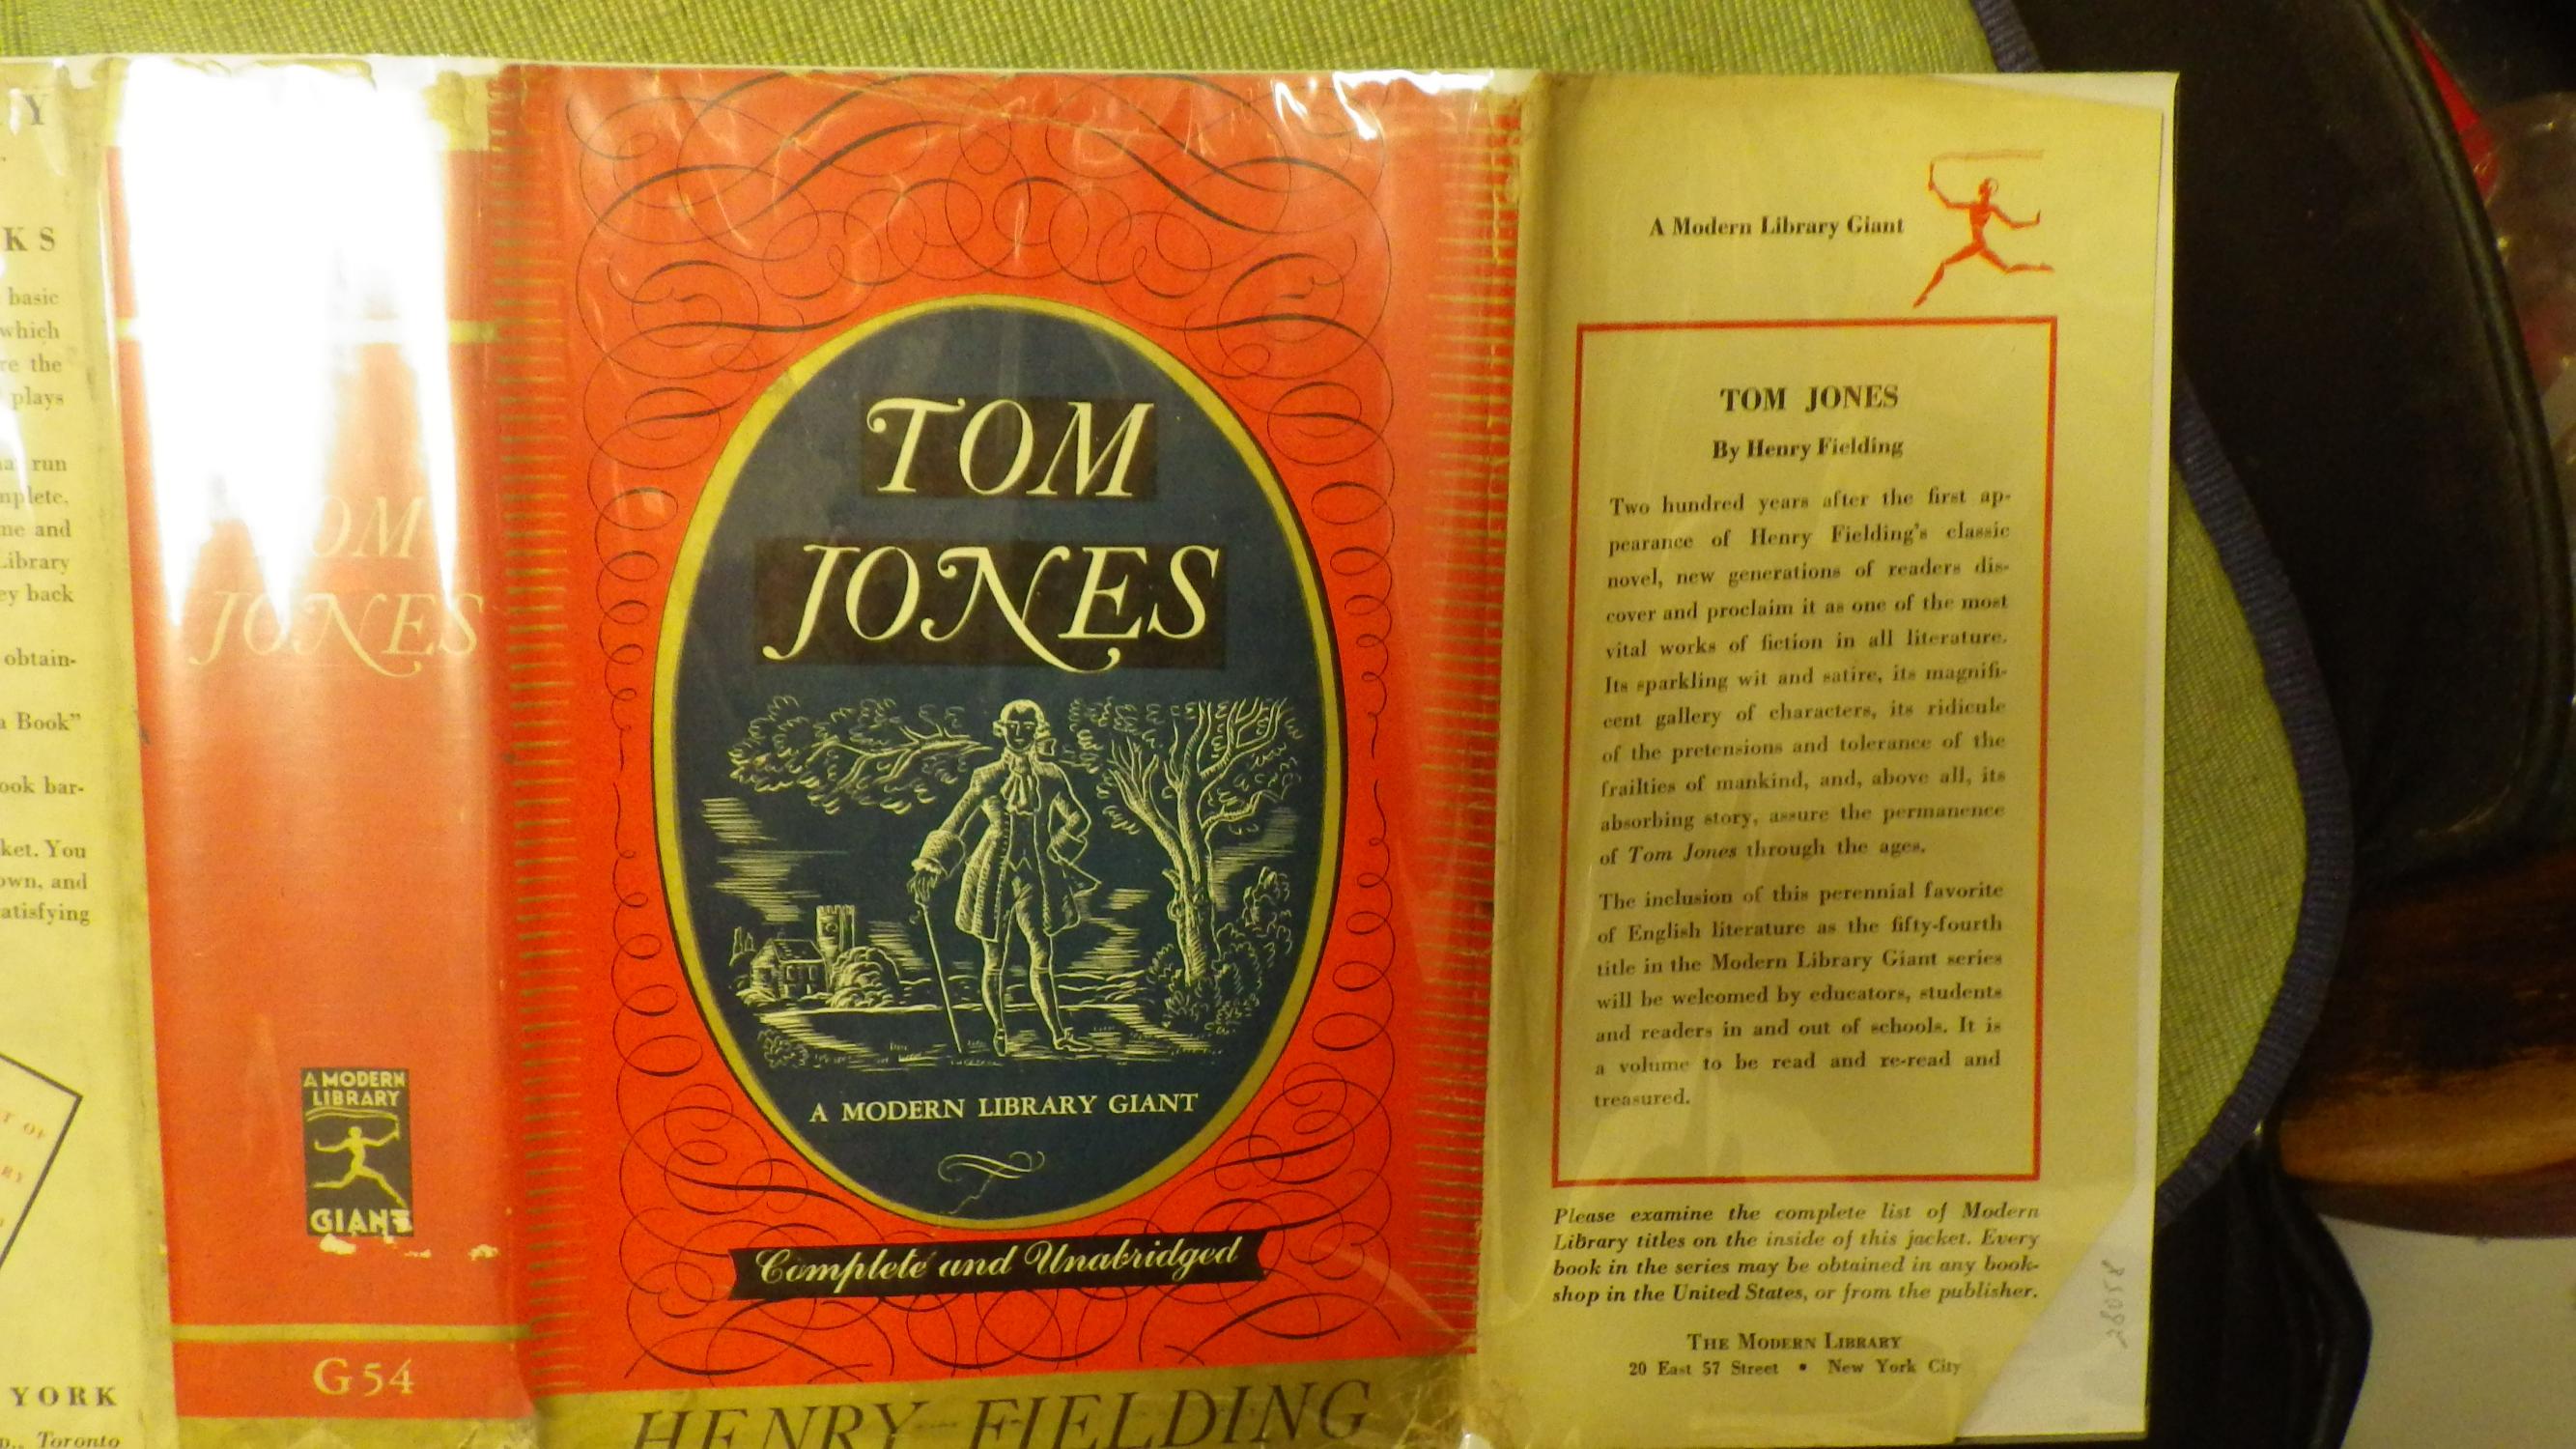 Y
KS
basic
which
re the
plays
run
mplete,
me and
Library
ey back
obtain-
a Book"
ook bar-
ket. You
own, and
atisfying
YORK
Toronto
TOM
JONES
A MODERN
LIBRARY
GIANT
G54
TOM
JONES
A MODERN LIBRARY GIANT
Complete and Unabridged
HENRY FIELDING
A Modern Library Giant
TOM JONES
By Henry Fielding
Two hundred years after the first ap-
pearance of Henry Fielding's classic
novel, new generations of readers dis-
cover and proclaim it as one of the most
vital works of fiction in all literature.
Its sparkling wit and satire, its magnifi-
cent gallery of characters, its ridicule
of the pretensions and tolerance of the
frailties of mankind, and, above all, its
absorbing story, assure the permanence
of Tom Jones through the ages.
The inclusion of this perennial favorite
of English literature as the fifty-fourth
title in the Modern Library Giant series
will be welcomed by educators, students
and readers in and out of schools. It is
a volume to be read and re-read and
treasured.
Please examine the complete list of Modern
Library titles on the inside of this jacket. Every
book in the series may be obtained in any book-
shop in the United States, or from the publisher.
THE MODERN LIBRARY
20 East 57 Street • New York City
28058